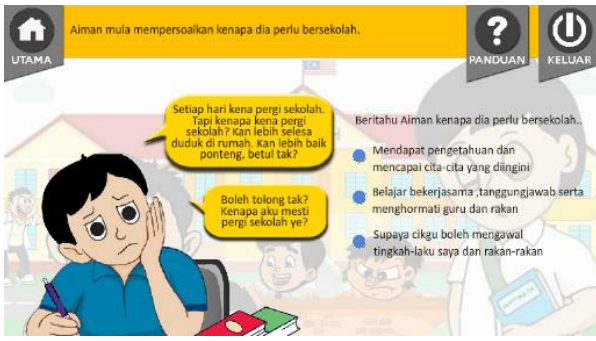 Aiman mula mempersoalkan kenapa dia perlu bersekolah.
UTAMA
PANDUAN
KELUAR
Setiap hari kena pergi sekolah.
Tapi kenapa kena pergi
sekolah? Kan lebih selesa
duduk di rumah. Kan lebih baik
ponteng, betul tak?
Boleh tolong tak?
Kenapa aku mesti
pergi sekolah ye?
Beritahu Aiman kenapa dia perlu bersekolah..
Mendapat pengetahuan dan
mencapai cita-cita yang diingini
Belajar bekerjasama ,tanggungjawab serta
menghormati guru dan rakan
Supaya cikgu boleh mengawal
tingkah-laku saya dan rakan-rakan